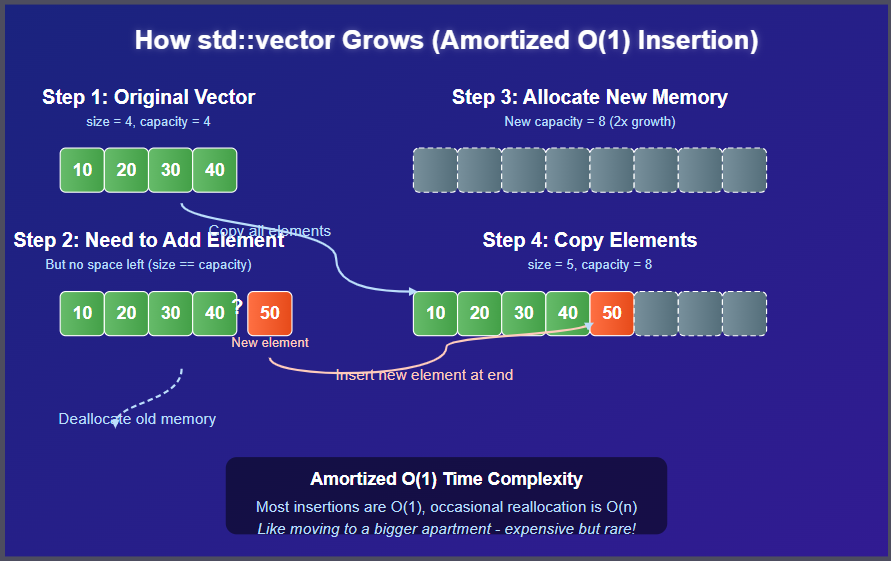 How std::vector Grows (Amortized O(1) Insertion)
Step 1: Original Vector
size = 4, capacity = 4
10 20 30 40
Step 3: Allocate New Memory
New capacity = 8 (2x growth)
Copy all elements
Step 2: Need to Add Element
But no space left (size == capacity)
10 20 30 40 ? 50
New element
Step 4: Copy Elements
size = 5, capacity = 8
10 20 30 40 50
Insert new element at end
Deallocate old memory
Amortized O(1) Time Complexity
Most insertions are O(1), occasional reallocation is O(n)
Like moving to a bigger apartment - expensive but rare!